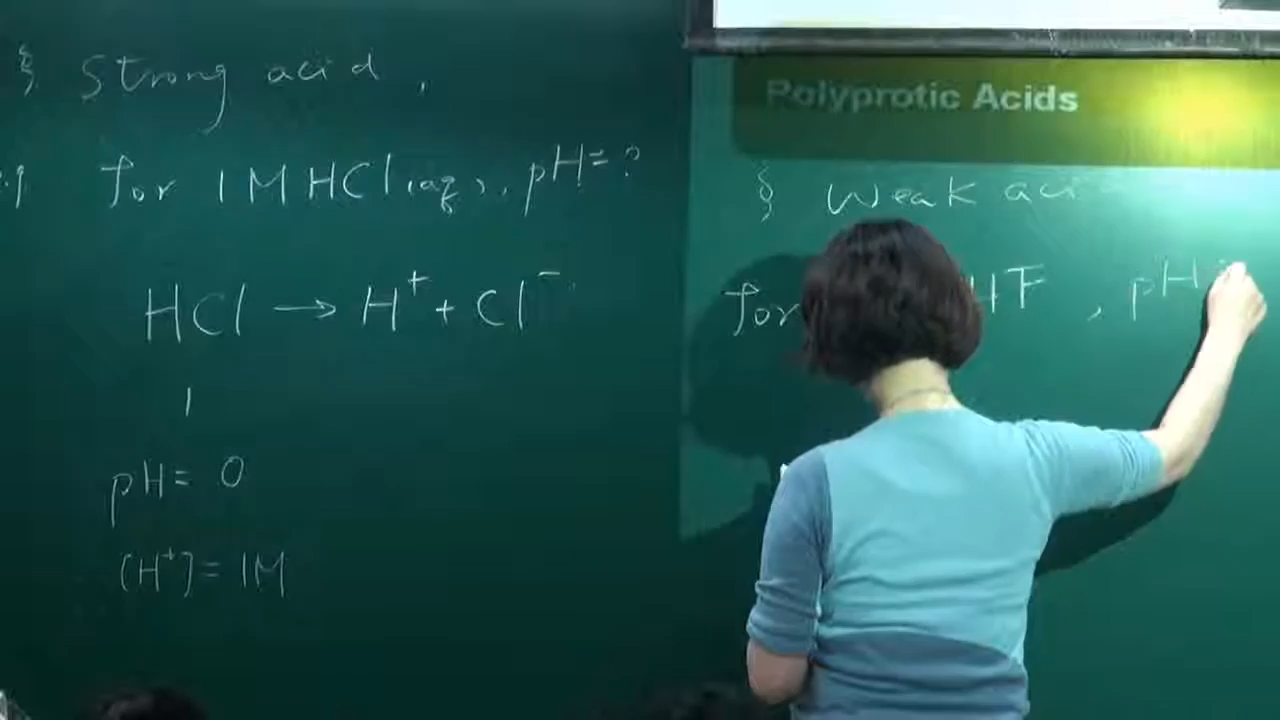 § Strong acid,
e.g for 1M HCl(aq), pH=?
HCl → H⁺ + Cl⁻
1
pH= 0
[H⁺]= 1M
Polyprotic Acids
§ Weak aci
for HF , pH